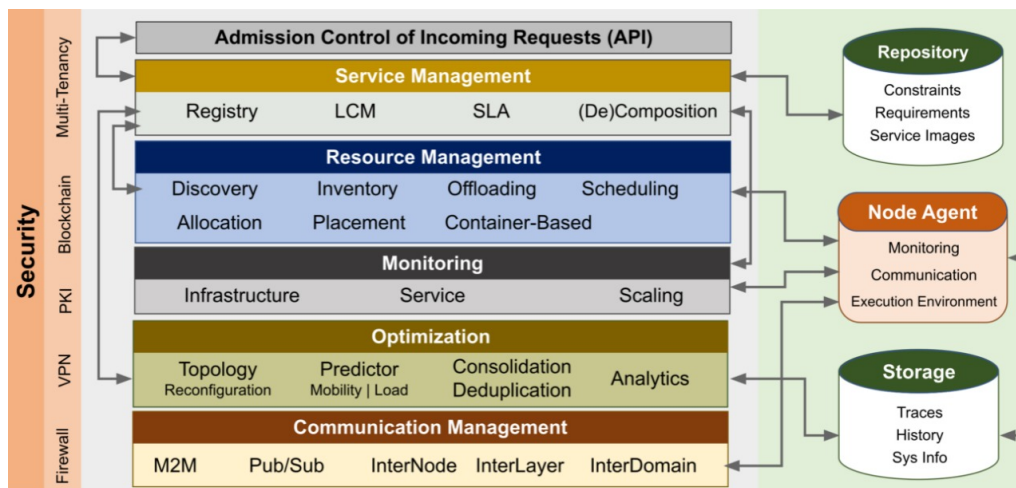 Security
Multi-Tenancy
Blockchain
PKI
VPN
Firewall
Admission Control of Incoming Requests (API)
Service Management
Registry LCM SLA (De)Composition
Resource Management
Discovery Inventory Offloading Scheduling
Allocation Placement Container-Based
Monitoring
Infrastructure Service Scaling
Optimization
Topology
Reconfiguration
Predictor
Mobility | Load
Consolidation
Deduplication
Analytics
Communication Management
M2M Pub/Sub InterNode InterLayer InterDomain
Repository
Constraints
Requirements
Service Images
Node Agent
Monitoring
Communication
Execution Environment
Storage
Traces
History
Sys Info